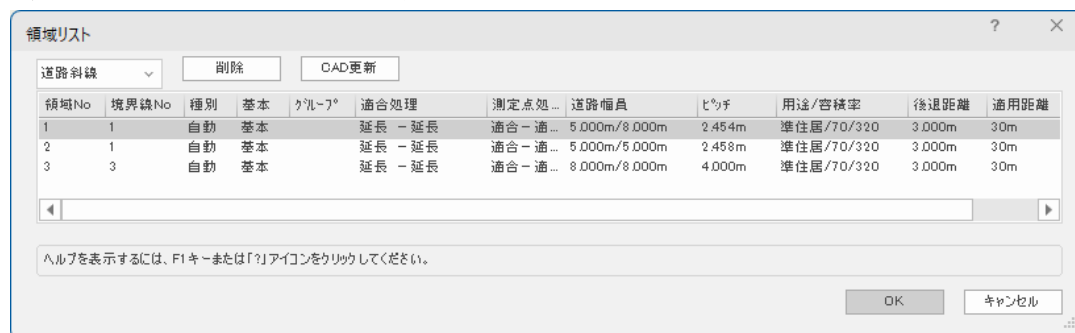 領域リスト
? ×
道路斜線 削除 CAD更新
領域No 境界線No 種別 基本 グループ 適合処理 測定点処... 道路幅員 ピッチ 用途/容積率 後退距離 適用距離
1 1 自動 基本 延長 - 延長 適合-適... 5.000m/8.000m 2.454m 準住居/70/320 3.000m 30m
2 1 自動 基本 延長 - 延長 適合-適... 5.000m/5.000m 2.458m 準住居/70/320 3.000m 30m
3 3 自動 基本 延長 - 延長 適合-適... 8.000m/8.000m 4.000m 準住居/70/320 3.000m 30m
ヘルプを表示するには、F1キーまたは「?」アイコンをクリックしてください。
OK キャンセル